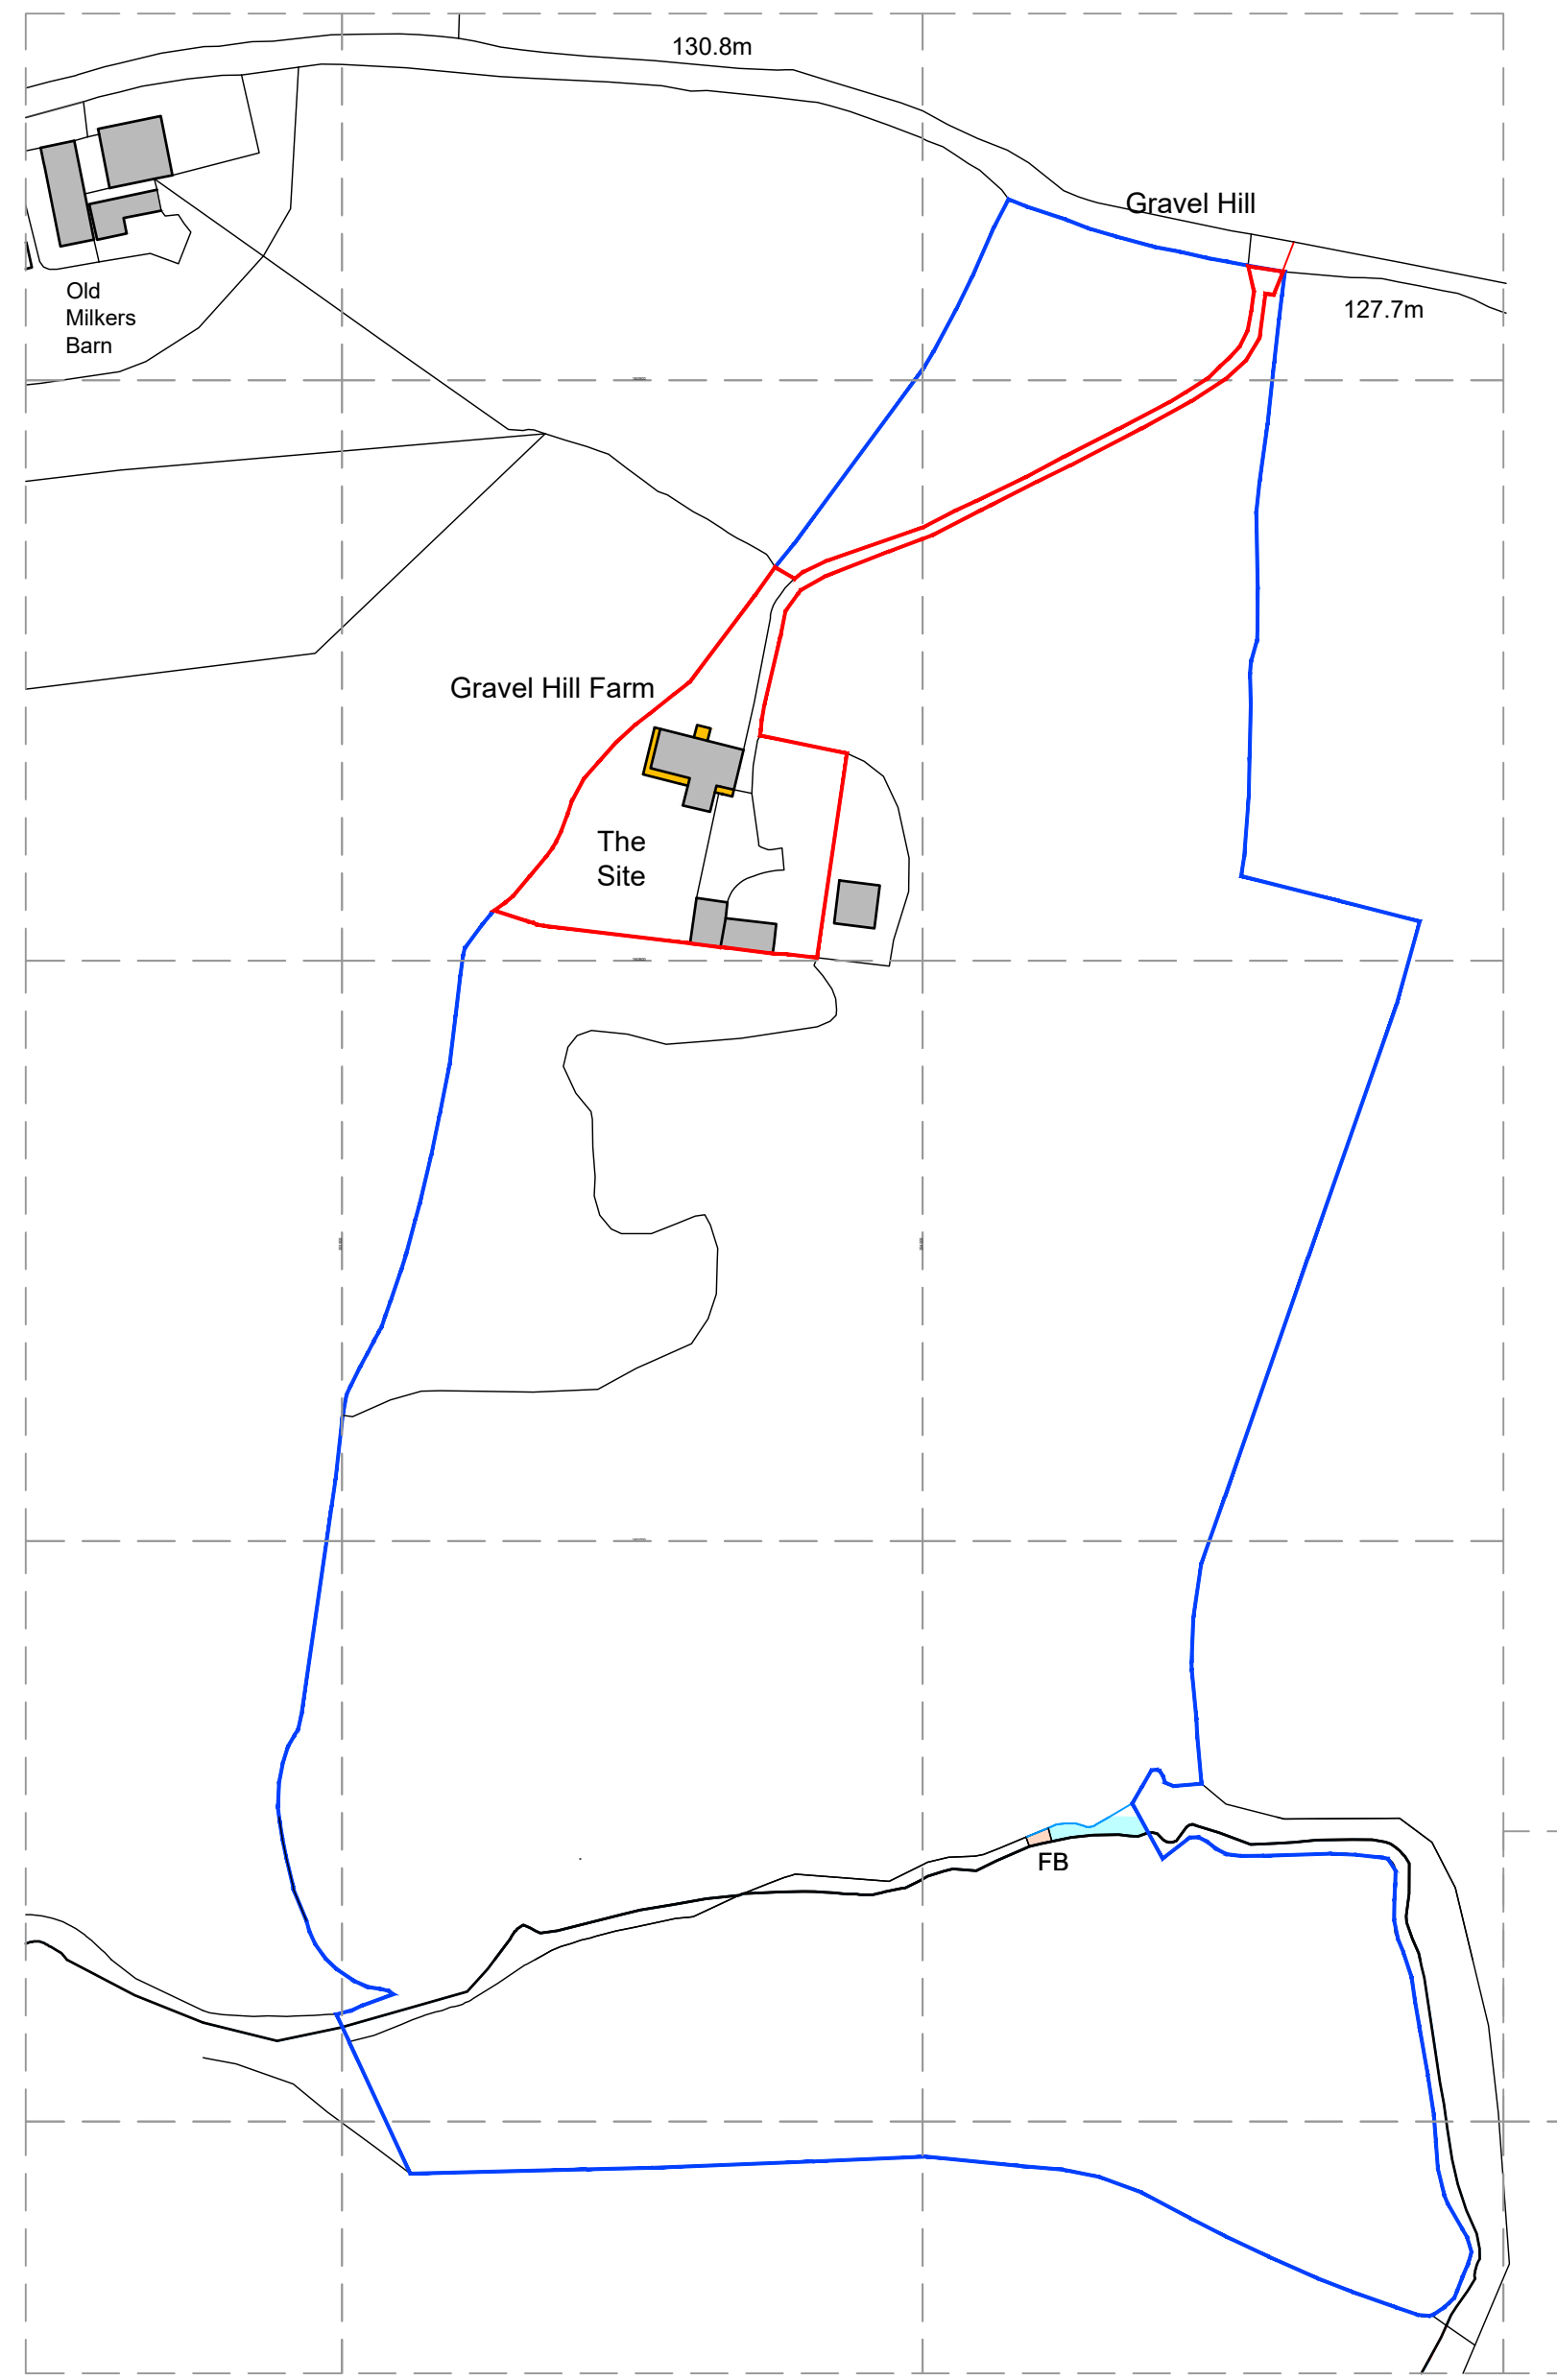 130.8m
Gravel Hill
Old
Milkers
Barn
127.7m
Gravel Hill Farm
The
Site
FB